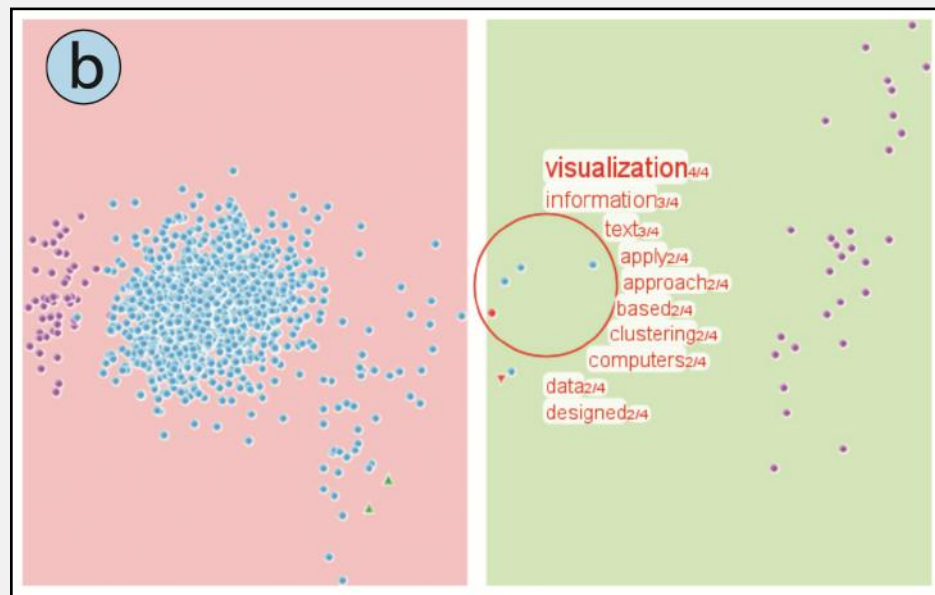 b
visualization4/4
information3/4
text3/4
apply2/4
approach2/4
based2/4
clustering2/4
computers2/4
data2/4
designed2/4